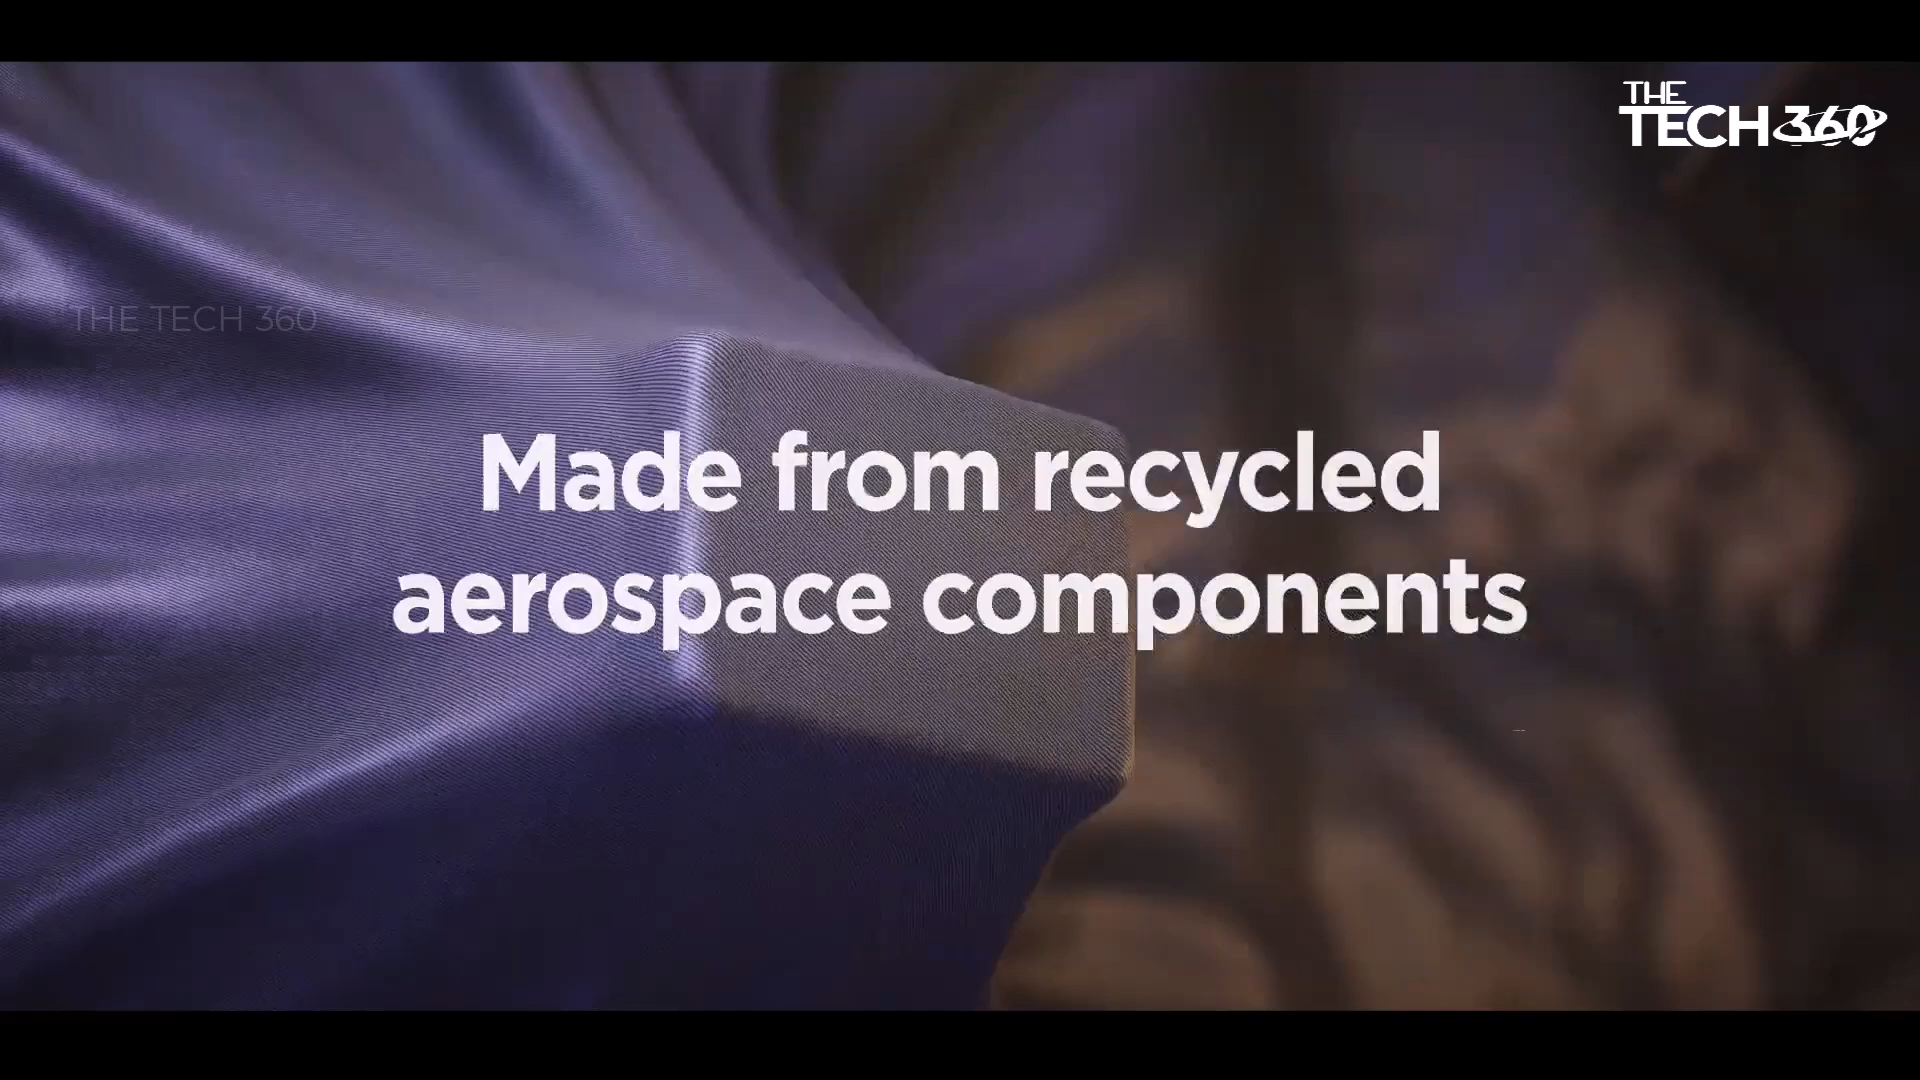 THE
TECH 360
THE TECH 360
Made from recycled
aerospace components